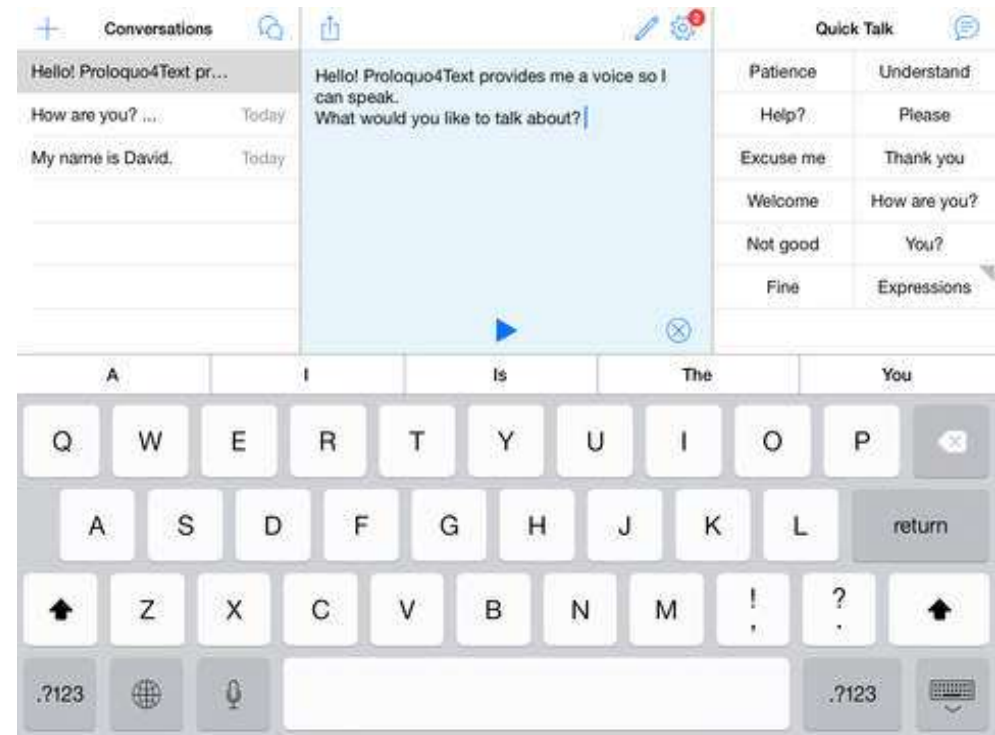 Conversations
Hello! Proloquo4Text pr...
How are you? ... Today
My name is David. Today
Hello! Proloquo4Text provides me a voice so I
can speak.
What would you like to talk about?
Quick Talk
Patience Understand
Help? Please
Excuse me Thank you
Welcome How are you?
Not good You?
Fine Expressions
A I Is The You
Q W E R T Y U I O P
A S D F G H J K L return
Z X C V B N M ! , ? .
.?123 .?123